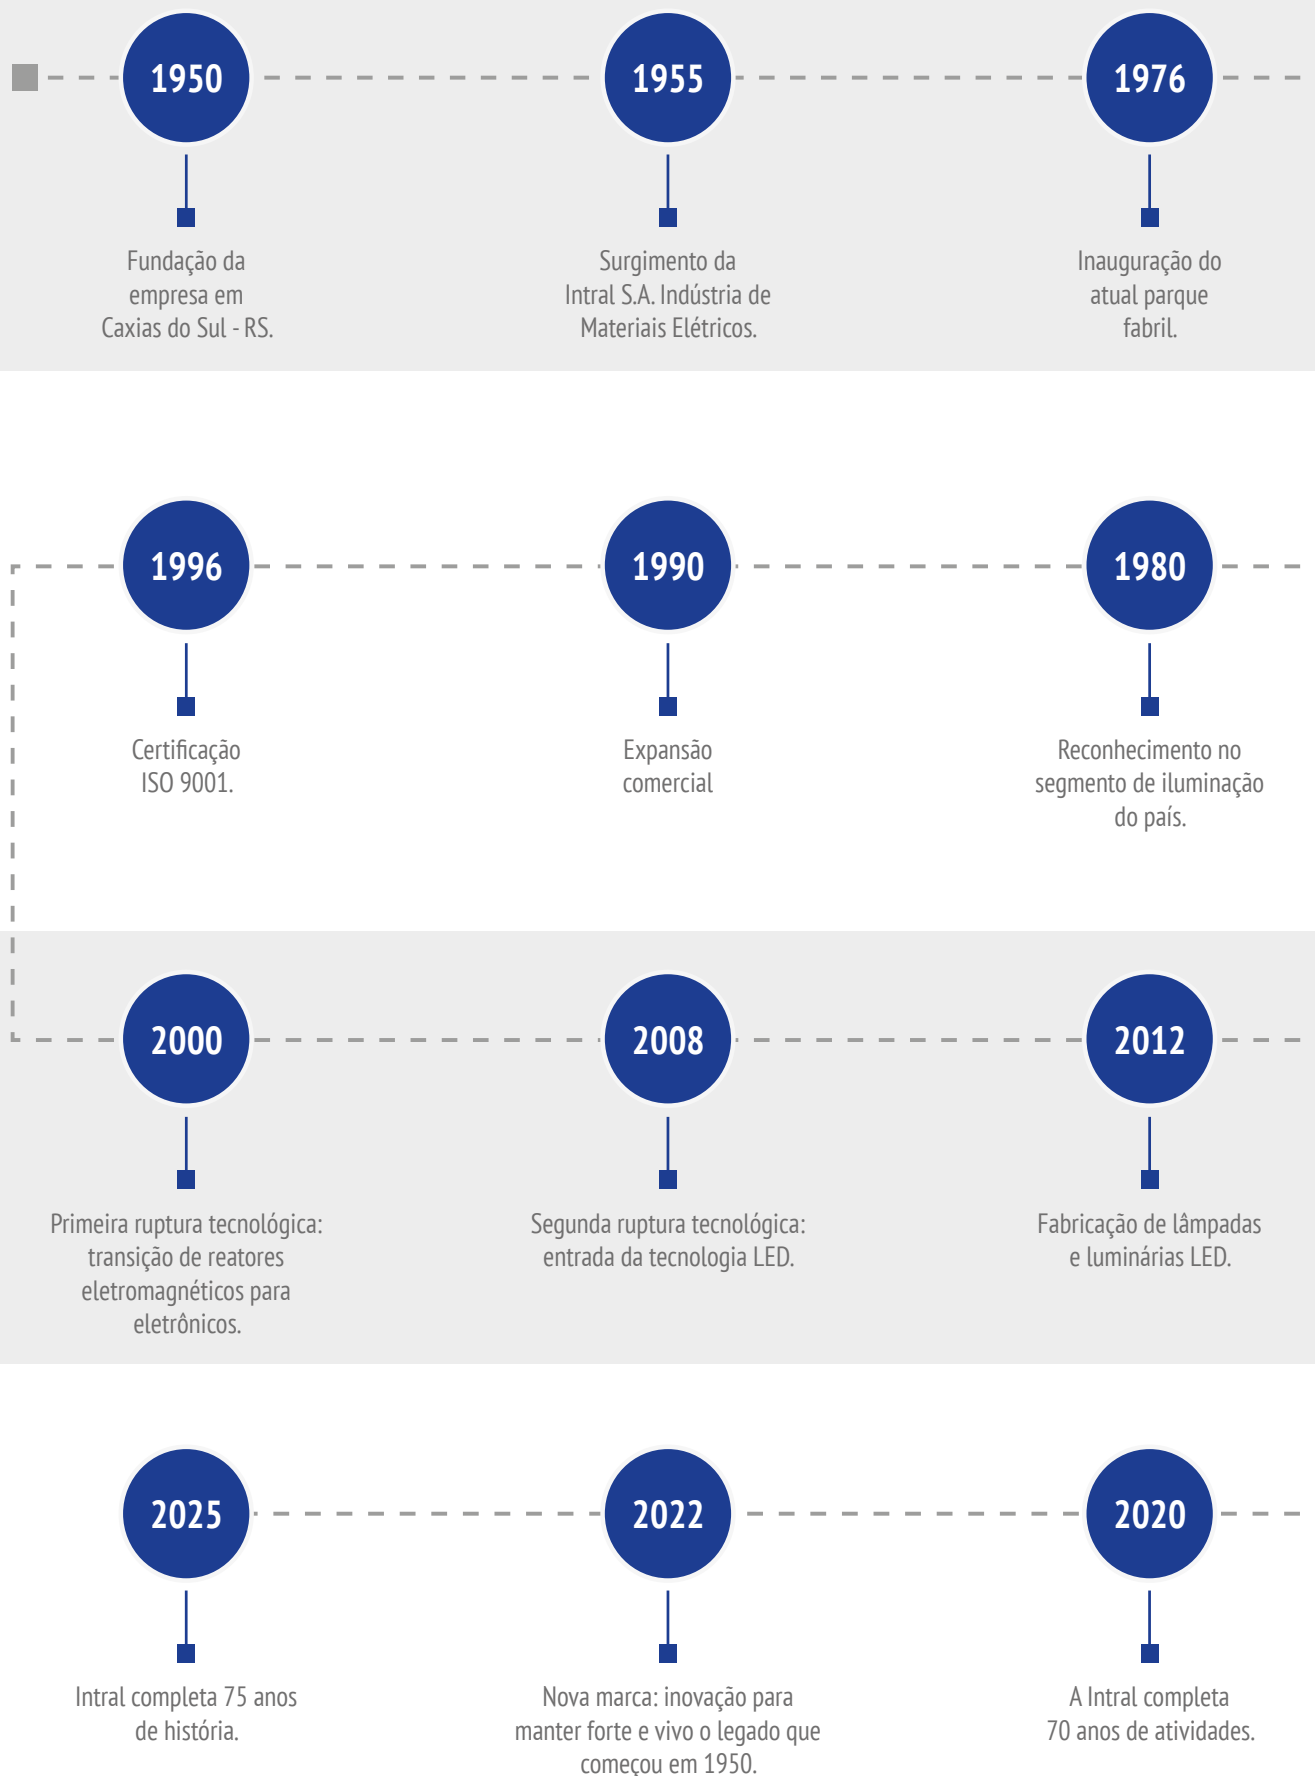 1950
Fundação da
empresa em
Caxias do Sul - RS.
1955
Surgimento da
Intral S.A. Indústria de
Materiais Elétricos.
1976
Inauguração do
atual parque
fabril.
1980
Reconhecimento no
segmento de iluminação
do país.
1990
Expansão
comercial
1996
Certificação
ISO 9001.
2000
Primeira ruptura tecnológica:
transição de reatores
eletromagnéticos para
eletrônicos.
2008
Segunda ruptura tecnológica:
entrada da tecnologia LED.
2012
Fabricação de lâmpadas
e luminárias LED.
2020
A Intral completa
70 anos de atividades.
2022
Nova marca: inovação para
manter forte e vivo o legado que
começou em 1950.
2025
Intral completa 75 anos
de história.